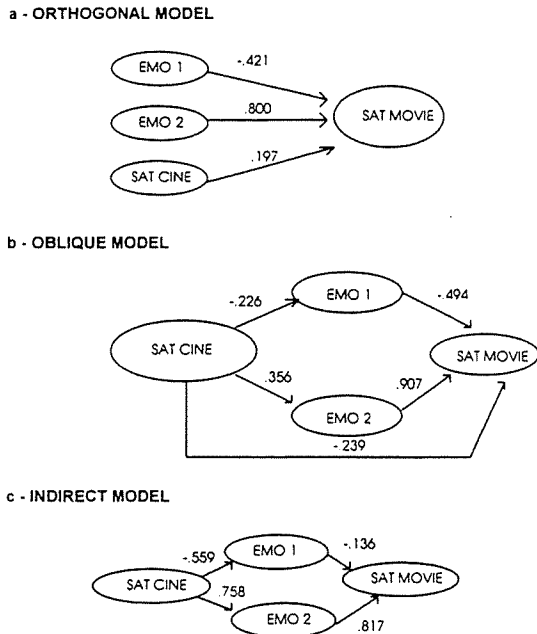 a - ORTHOGONAL MODEL
EMO 1
-.421
EMO 2
.800
SAT MOVIE
SAT CINE
.197
b - OBLIQUE MODEL
-.226
EMO 1
-.494
SAT CINE
SAT MOVIE
.356
.907
EMO 2
-.239
c - INDIRECT MODEL
-.559
EMO 1
-.136
SAT CINE
SAT MOVIE
.758
EMO 2
.817